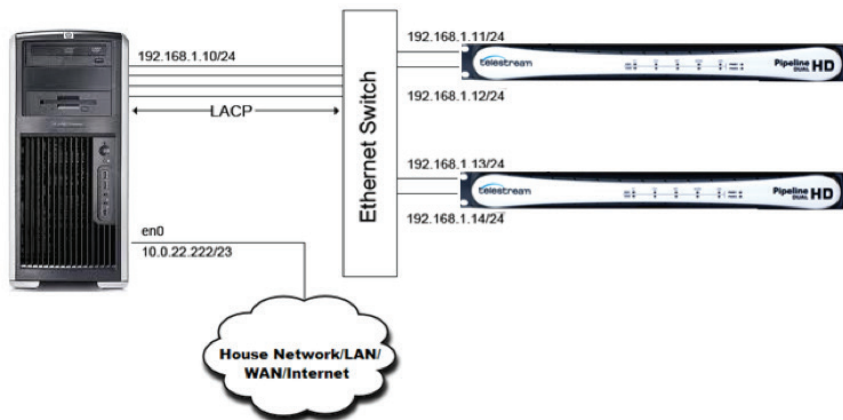 192.168.1.10/24
LACP
en0
10.0.22.222/23
House Network/LAN/
WAN/Internet
Ethernet Switch
192.168.1.11/24
telestream
Pipeline
DUAL HD
192.168.1.12/24
192.168.1.13/24
telestream
Pipeline
DUAL HD
192.168.1.14/24